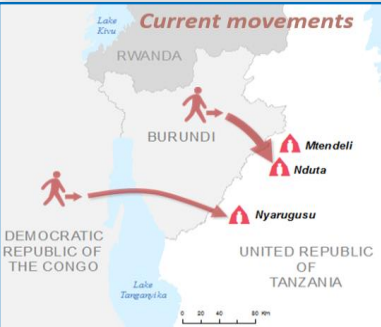 Current movements
Lake
Kivu
RWANDA
BURUNDI
Mtendeli
Nduta
Nyarugusu
DEMOCRATIC
REPUBLIC OF
THE CONGO
UNITED REPUBLIC
OF
TANZANIA
Lake
Tanganyika
0 20 40 80 Km